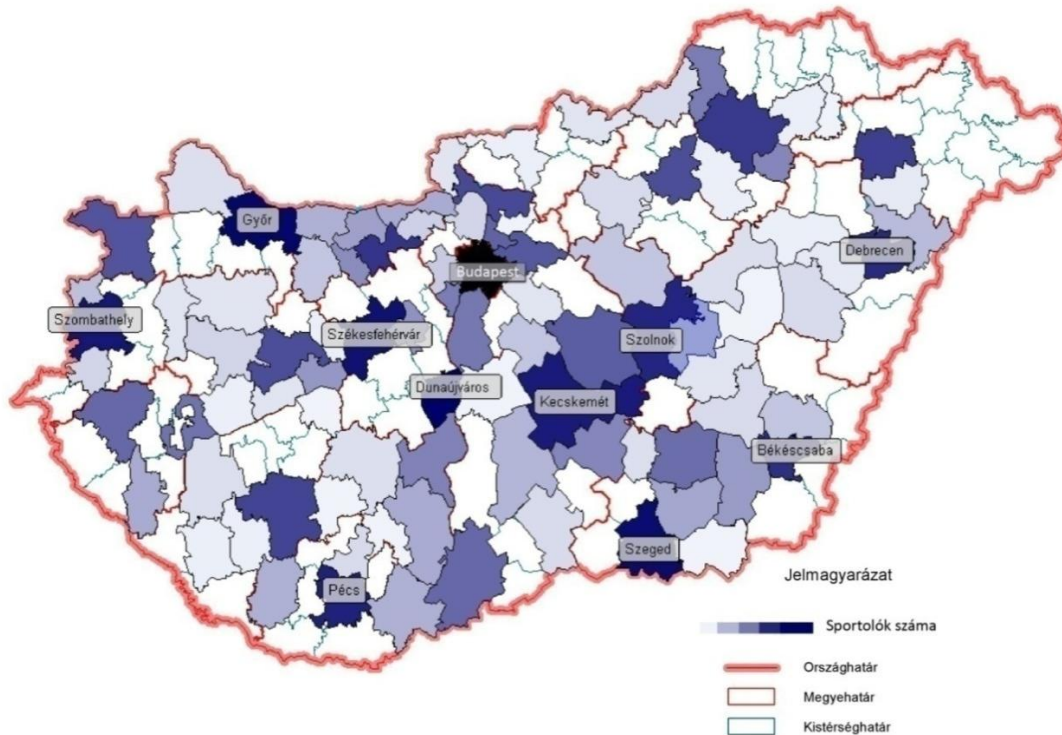 Győr
Debrecen
Budapest
Szombathely
Székesfehérvár
Szolnok
Dunaújváros
Kecskemét
Békéscsaba
Szeged
Pécs
Jelmagyarázat
Sportolók száma
Országhatár
Megyehatár
Kistérséghatár